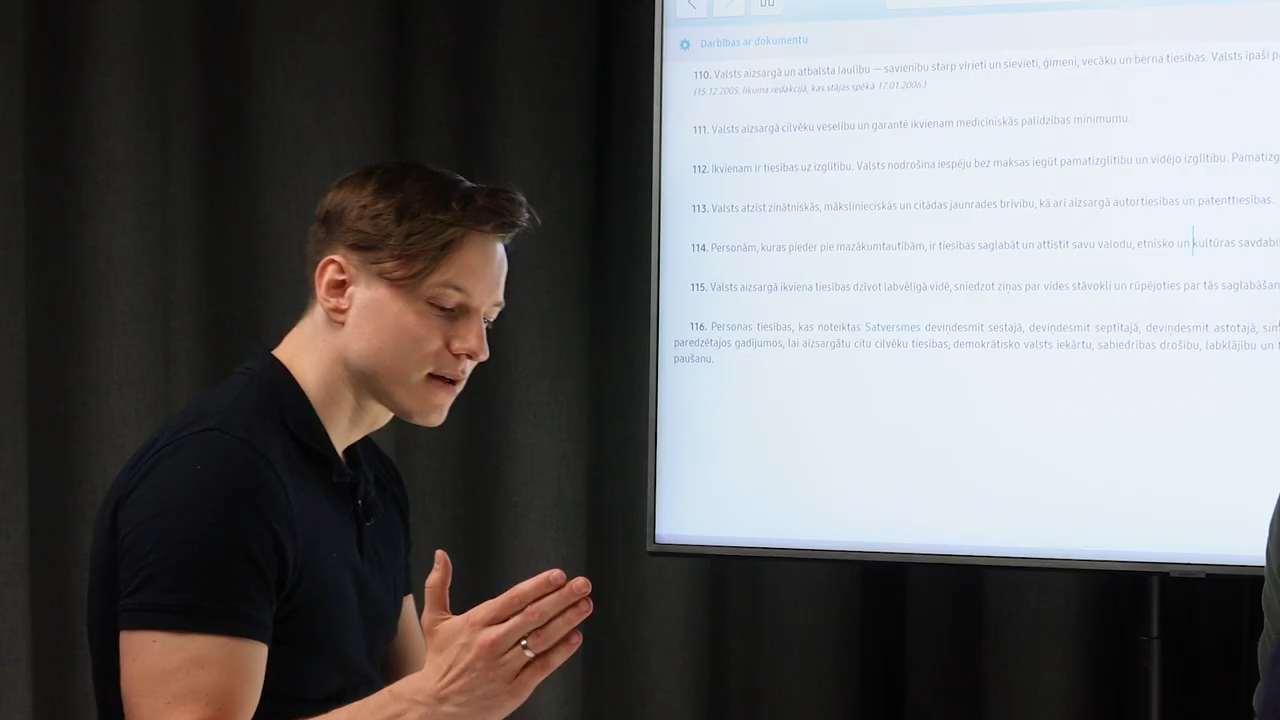 Darbības ar dokumentu
110. Valsts aizsargā un atbalsta laulību — savienību starp vīrieti un sievieti, ģimeni, vecāku un bērna tiesības. Valsts īpaši
(15.12.2005. likuma redakcijā, kas stājas spēkā 17.01.2006.)
111. Valsts aizsargā cilvēku veselību un garantē ikvienam medicīniskās palīdzības minimumu.
112. Ikvienam ir tiesības uz izglītību. Valsts nodrošina iespēju bez maksas iegūt pamatizglītību un vidējo izglītību. Pamatizg
113. Valsts atzīst zinātniskās, mākslinieciskās un citādas jaunrades brīvību, kā arī aizsargā autortiesības un patenttiesības.
114. Personām, kuras pieder pie mazākumtautībām, ir tiesības saglabāt un attīstīt savu valodu, etnisko un kultūras savdabī
115. Valsts aizsargā ikviena tiesības dzīvot labvēlīgā vidē, sniedzot ziņas par vides stāvokli un rūpējoties par tās saglabāšan
116. Personas tiesības, kas noteiktas Satversmes deviņdesmit sestajā, deviņdesmit septītajā, deviņdesmit astotajā, sim
paredzētajos gadījumos, lai aizsargātu citu cilvēku tiesības, demokrātisko valsts iekārtu, sabiedrības drošību, labklājību un
paušanu.